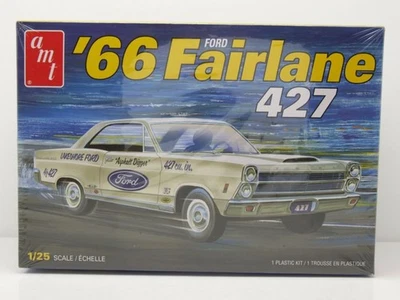 amt
FORD
'66 Fairlane
427
"Asphalt Digger"
427 cu. in.
A/427
Ford
427
1/25 SCALE / ÉCHELLE
1 PLASTIC KIT / 1 TROUSSE EN PLASTIQUE